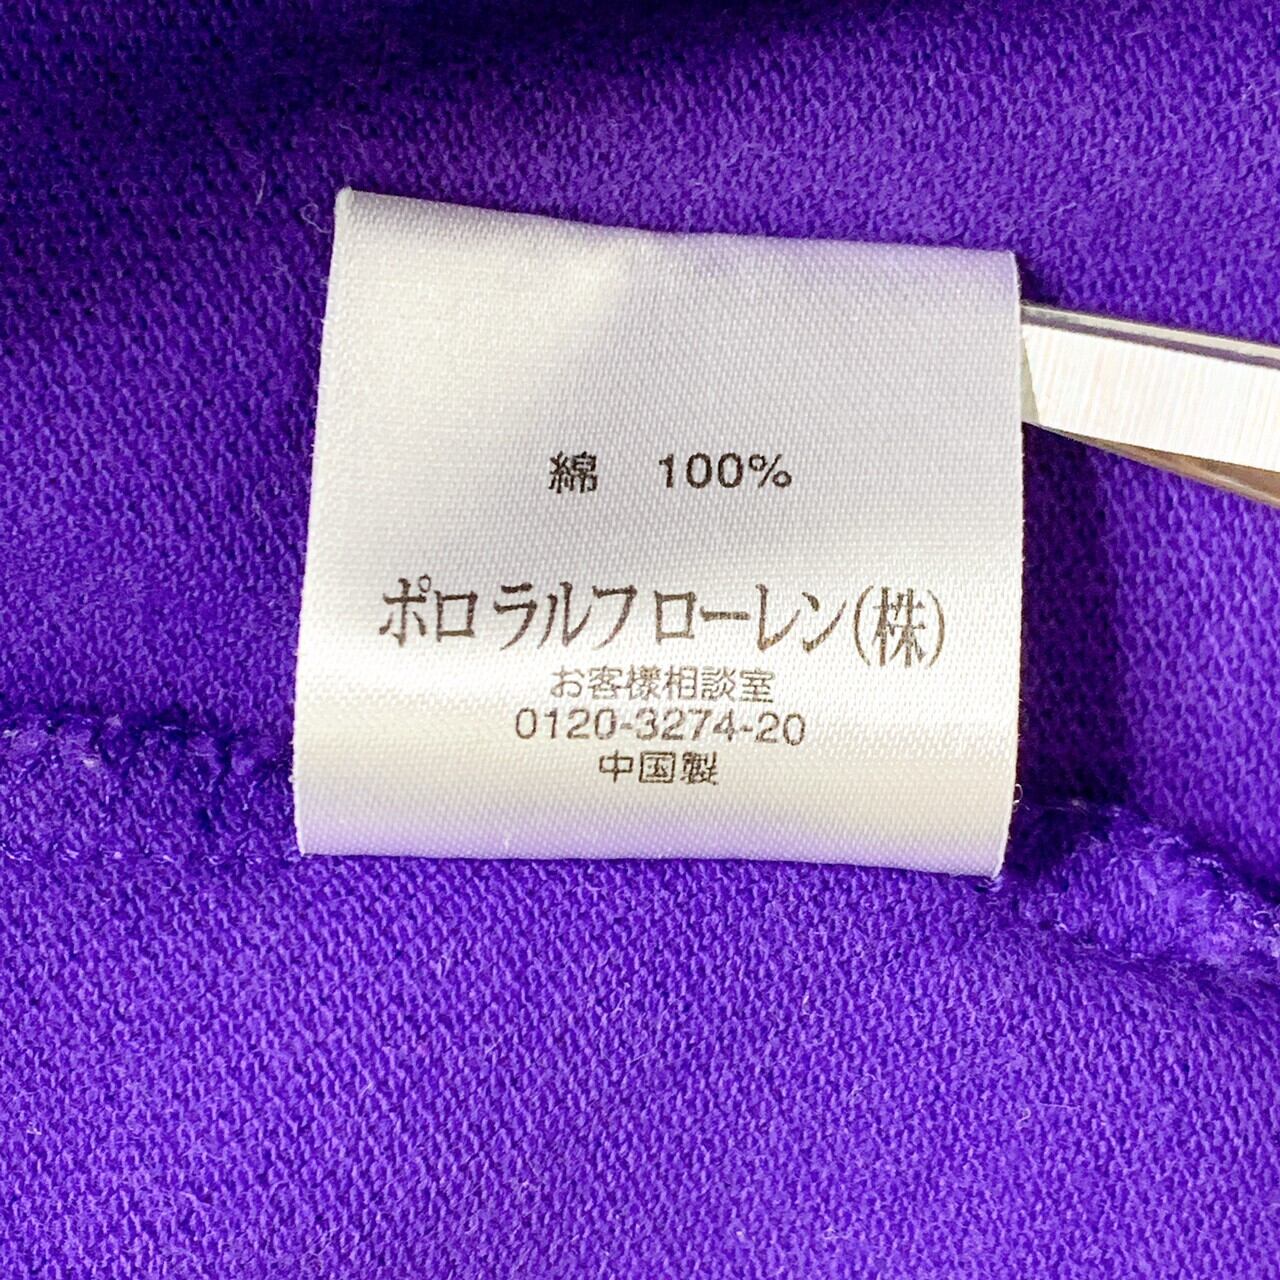 綿　100%
ポロ ラルフ ローレン(株)
お客様相談室
0120-3274-20
中国製